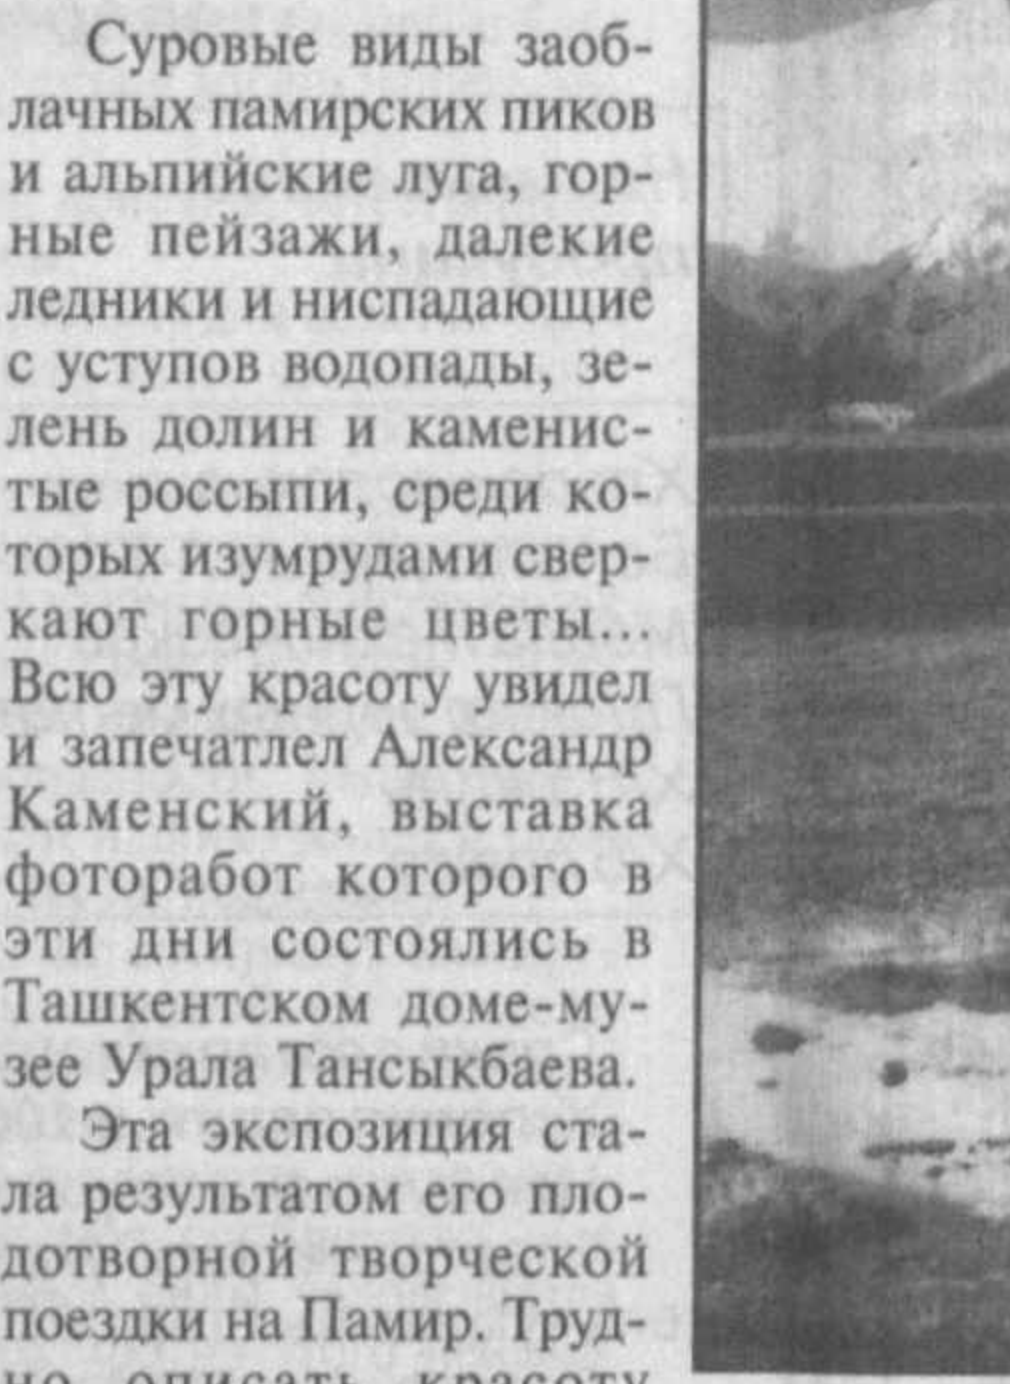 Суровые виды заоб-
лачных памирских пиков
и альпийские луга, гор-
ные пейзажи, далекие
ледники и ниспадающие
с уступов водопады, зе-
лень долин и каменис-
тые россыпи, среди ко-
торых изумрудами свер-
кают горные цветы...
Всю эту красоту увидел
и запечатлел Александр
Каменский, выставка
фоторабот которого в
эти дни состоялись в
Ташкентском доме-му-
зее Урала Тансыкбаева.
Эта экспозиция ста-
ла результатом его пло-
дотворной творческой
поездки на Памир. Труд-
но описать красоту